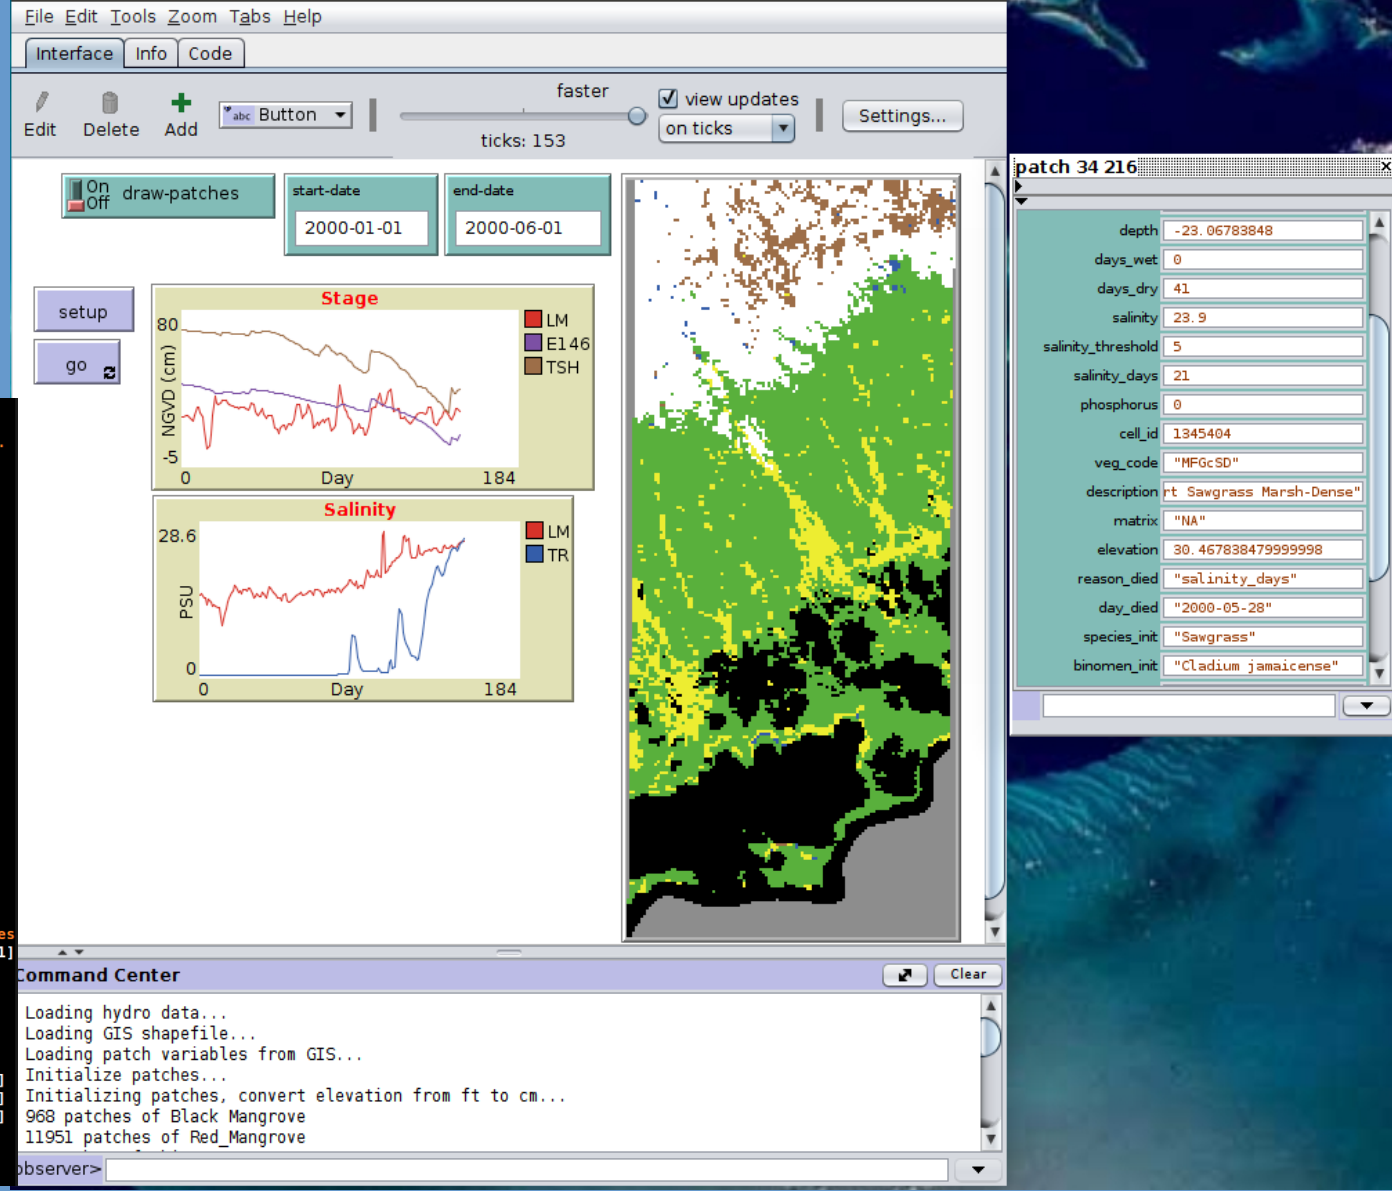 File Edit Tools Zoom Tabs Help
Interface Info Code
Edit Delete Add abc Button faster ticks: 153 view updates on ticks Settings...
On Off draw-patches
start-date 2000-01-01
end-date 2000-06-01
setup
go
Stage
80
NGVD (cm)
-5
0 Day 184
LM
E146
TSH
Salinity
28.6
PSU
0
0 Day 184
LM
TR
patch 34 216
depth -23.06783848
days_wet 0
days_dry 41
salinity 23.9
salinity_threshold 5
salinity_days 21
phosphorus 0
cell_id 1345404
veg_code "MFGcSD"
description rt Sawgrass Marsh-Dense"
matrix "NA"
elevation 30.467838479999998
reason_died "salinity_days"
day_died "2000-05-28"
species_init "Sawgrass"
binomen_init "Cladium jamaicense"
es
1]
]
]
]
Command Center Clear
Loading hydro data...
Loading GIS shapefile...
Loading patch variables from GIS...
Initialize patches...
Initializing patches, convert elevation from ft to cm...
968 patches of Black Mangrove
11951 patches of Red_Mangrove
observer>